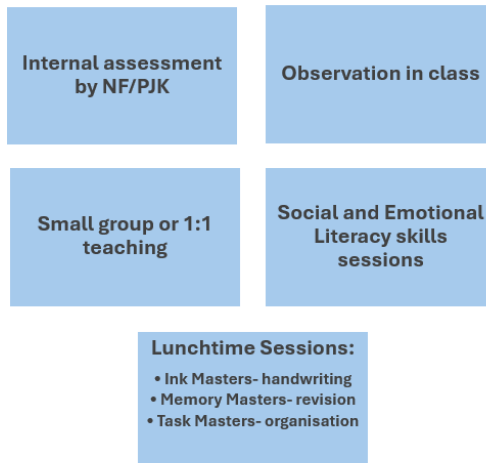 Internal assessment
by NF/PJK
Observation in class
Small group or 1:1
teaching
Social and Emotional
Literacy skills
sessions
Lunchtime Sessions:
• Ink Masters- handwriting
• Memory Masters- revision
• Task Masters- organisation